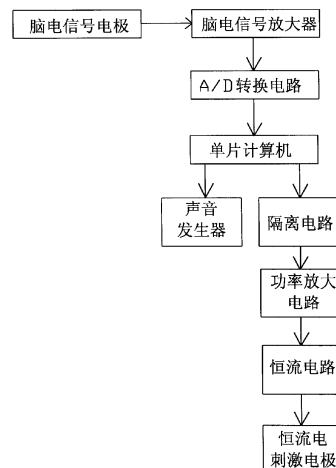 脑电信号电极
脑电信号放大器
A/D转换电路
单片计算机
声音
发生器
隔离电路
功率放大
电路
恒流电路
恒流电
刺激电极